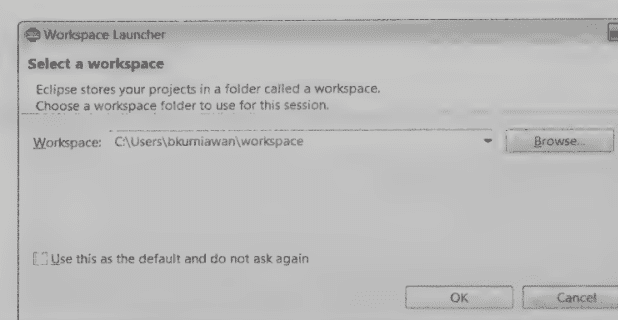 Workspace Launcher
Select a workspace
Eclipse stores your projects in a folder called a workspace.
Choose a workspace folder to use for this session.
Workspace: C:\Users\bkurniawan\workspace Browse...
Use this as the default and do not ask again
OK Cancel